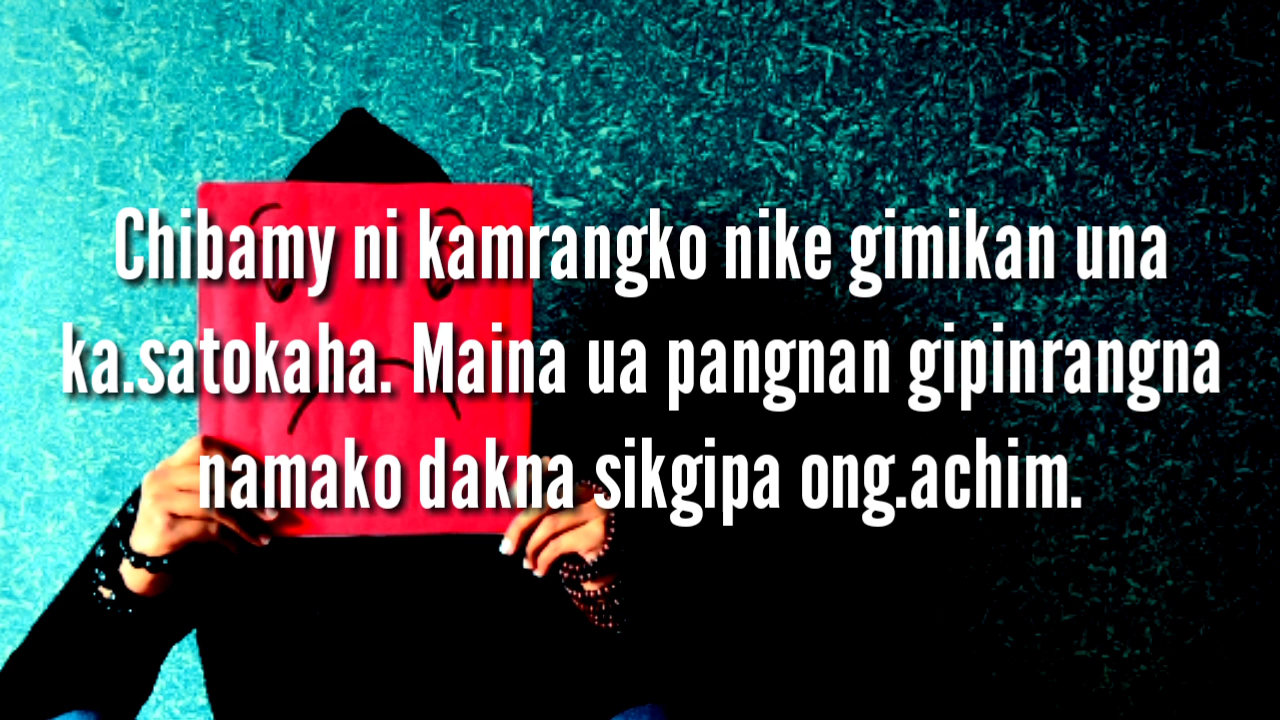 Chibamy ni kamrangko nike gimikan una
ka.satokaha. Maina ua pangnan gipinrangna
namako dakna sikgipa ong.achim.